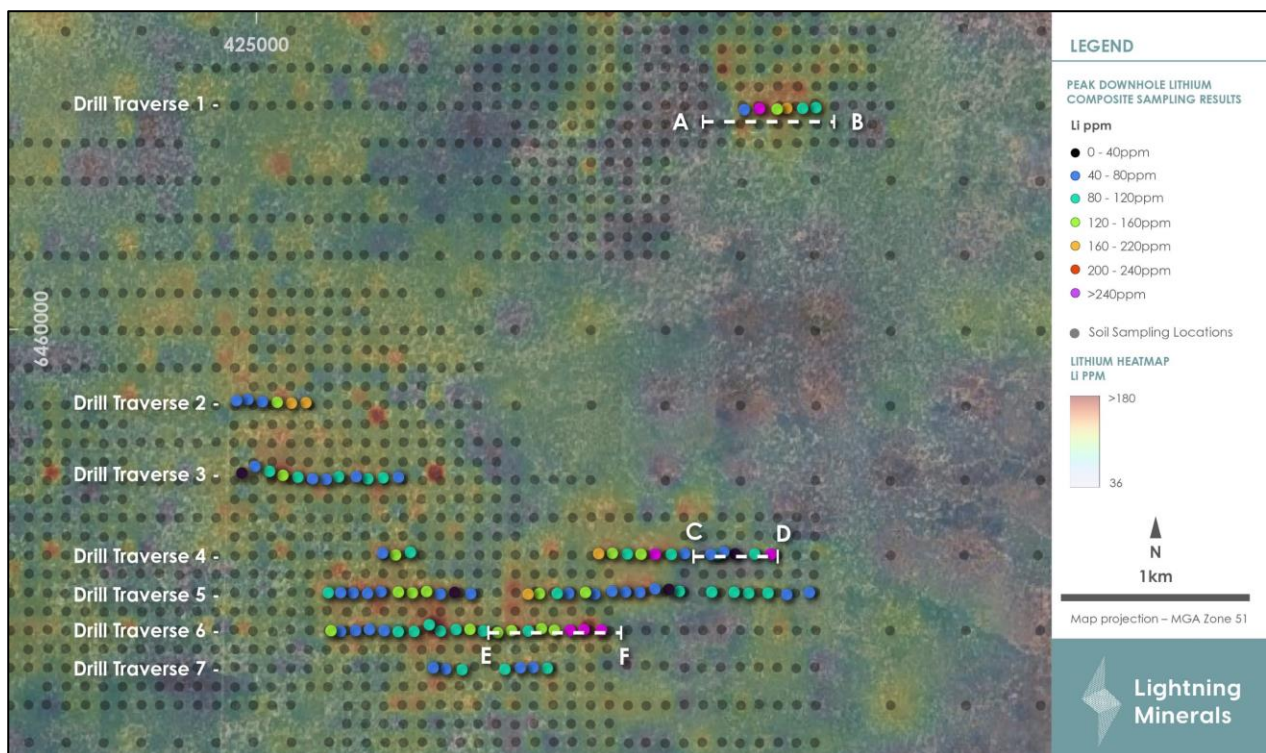 425000
6460000
Drill Traverse 1 -
A
B
Drill Traverse 2 -
Drill Traverse 3 -
Drill Traverse 4 -
C
D
Drill Traverse 5 -
Drill Traverse 6 -
E
F
Drill Traverse 7 -
LEGEND
PEAK DOWNHOLE LITHIUM
COMPOSITE SAMPLING RESULTS
Li ppm
0 - 40ppm
40 - 80ppm
80 - 120ppm
120 - 160ppm
160 - 220ppm
200 - 240ppm
>240ppm
Soil Sampling Locations
LITHIUM HEATMAP
LI PPM
>180
36
N
1km
Map projection – MGA Zone 51
Lightning
Minerals